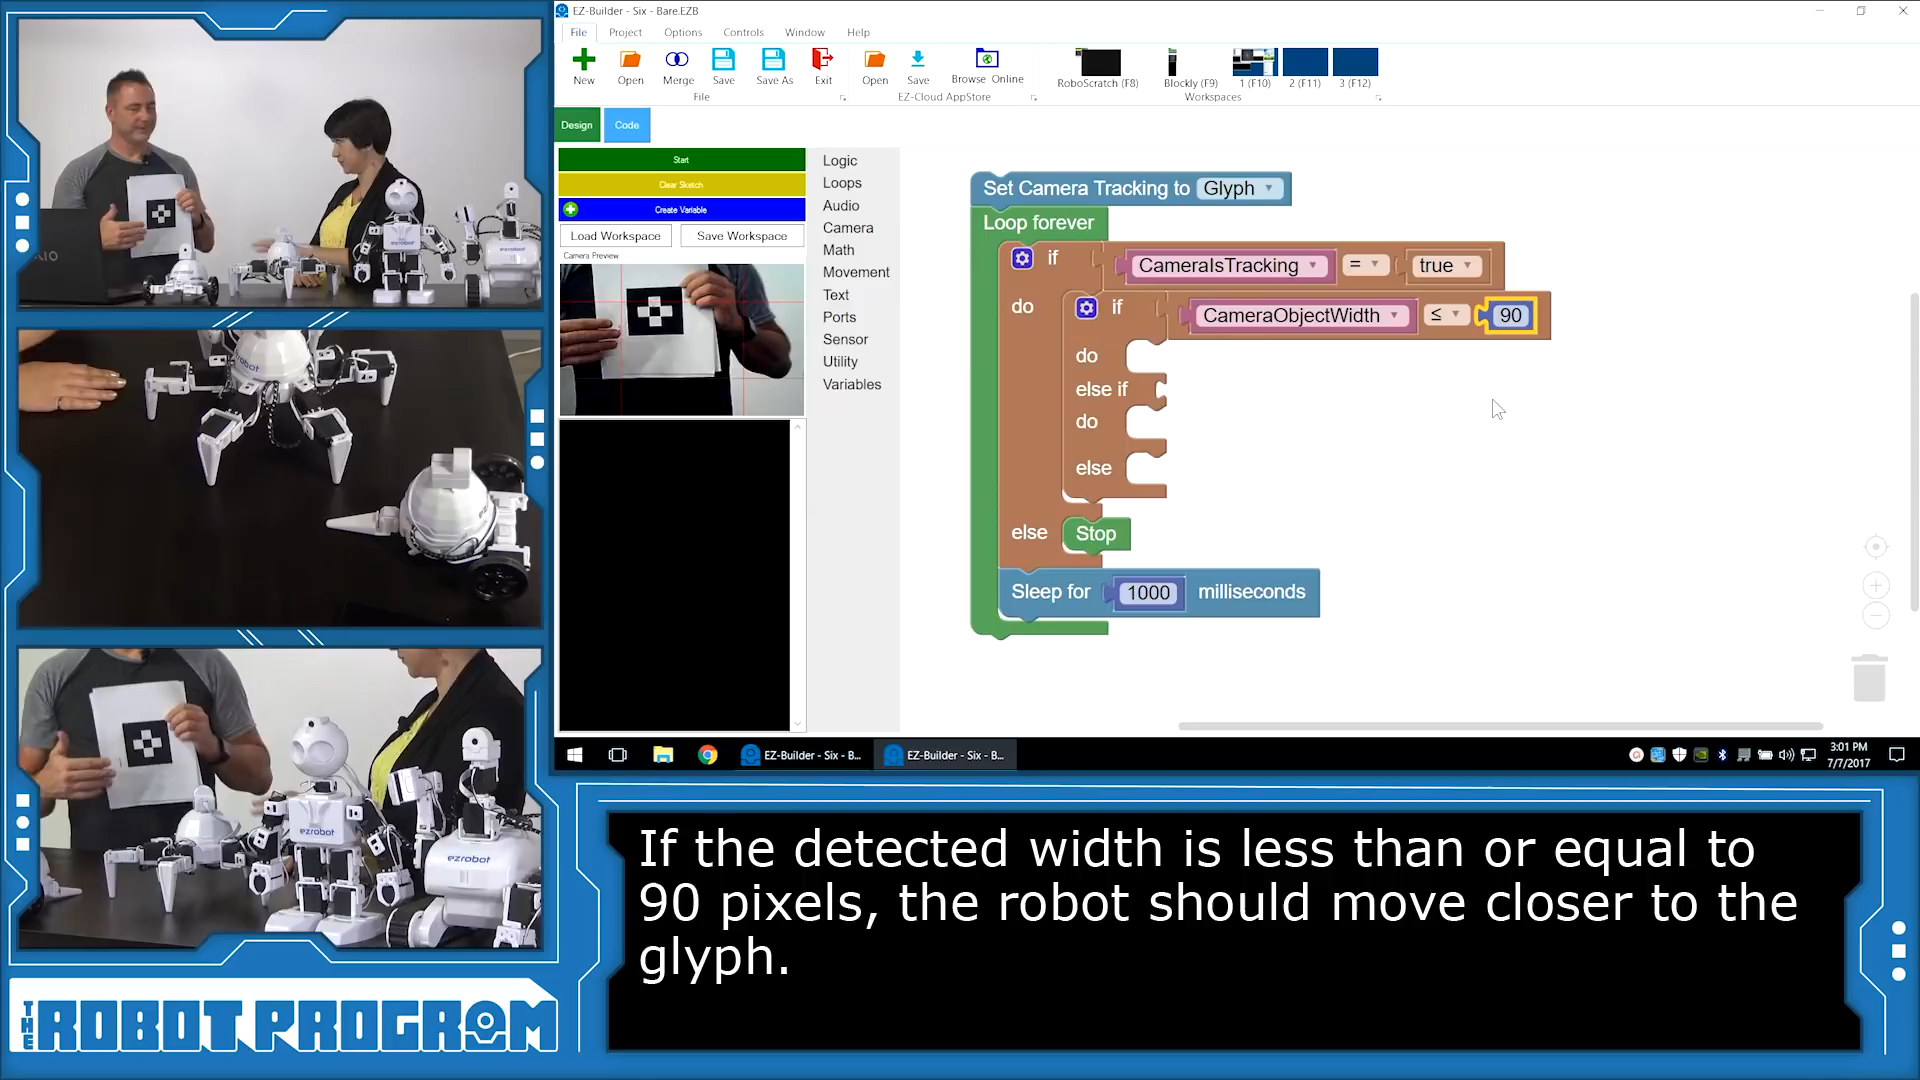 EZ-Builder - Six - Bare.EZB
File Project Options Controls Window Help
New Open Merge Save Save As Exit Open Save Browse Online RoboScratch (F8) Blockly (F9) 1 (F10) 2 (F11) 3 (F12)
File EZ-Cloud AppStore Workspaces
Design Code
Start
Clear Sketch
Create Variable
Load Workspace Save Workspace
Camera Preview
Logic
Loops
Audio
Camera
Math
Movement
Text
Ports
Sensor
Utility
Variables
Set Camera Tracking to Glyph
Loop forever
if CameraIsTracking = true
do if CameraObjectWidth ≤ 90
do
else if
do
else
else Stop
Sleep for 1000 milliseconds
EZ-Builder - Six - B... EZ-Builder - Six - B...
3:01 PM
7/7/2017
ezrobot
ezrobot
If the detected width is less than or equal to
90 pixels, the robot should move closer to the
glyph.
THE ROBOT PROGRAM